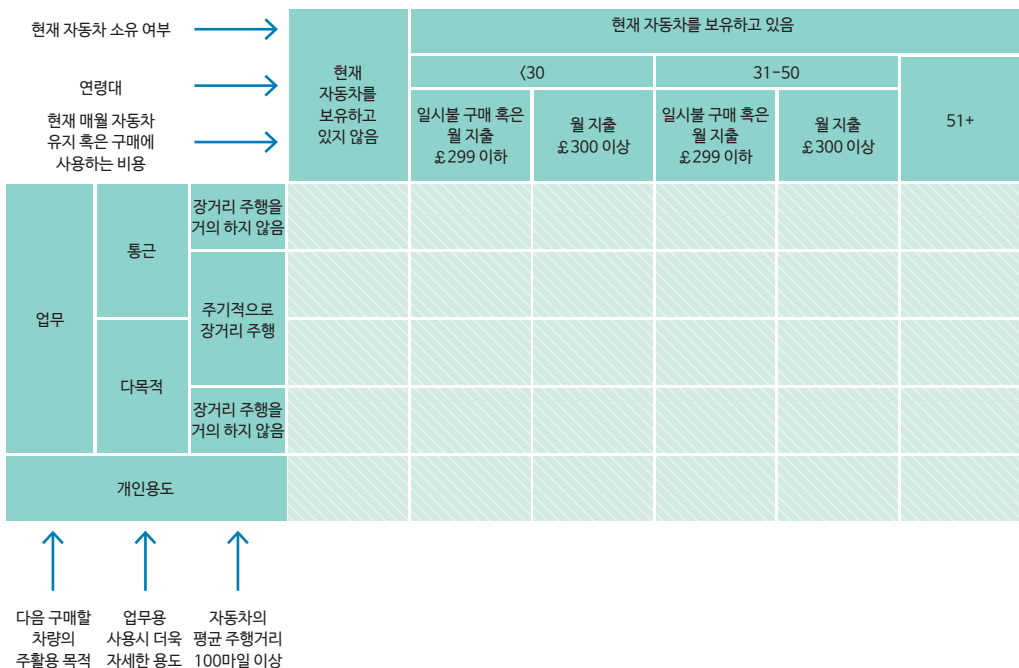 현재 자동차 소유 여부
연령대
현재 매월 자동차
유지 혹은 구매에
사용하는 비용
현재
자동차를
보유하고
있지 않음
현재 자동차를 보유하고 있음
<30
31-50
51+
일시불 구매 혹은
월 지출
£299 이하
월 지출
£300 이상
일시불 구매 혹은
월 지출
£299 이하
월 지출
£300 이상
업무
통근
다목적
장거리 주행을
거의 하지 않음
주기적으로
장거리 주행
장거리 주행을
거의 하지 않음
개인용도
다음 구매할
차량의
주활용 목적
업무용
사용시 더욱
자세한 용도
자동차의
평균 주행거리
100마일 이상